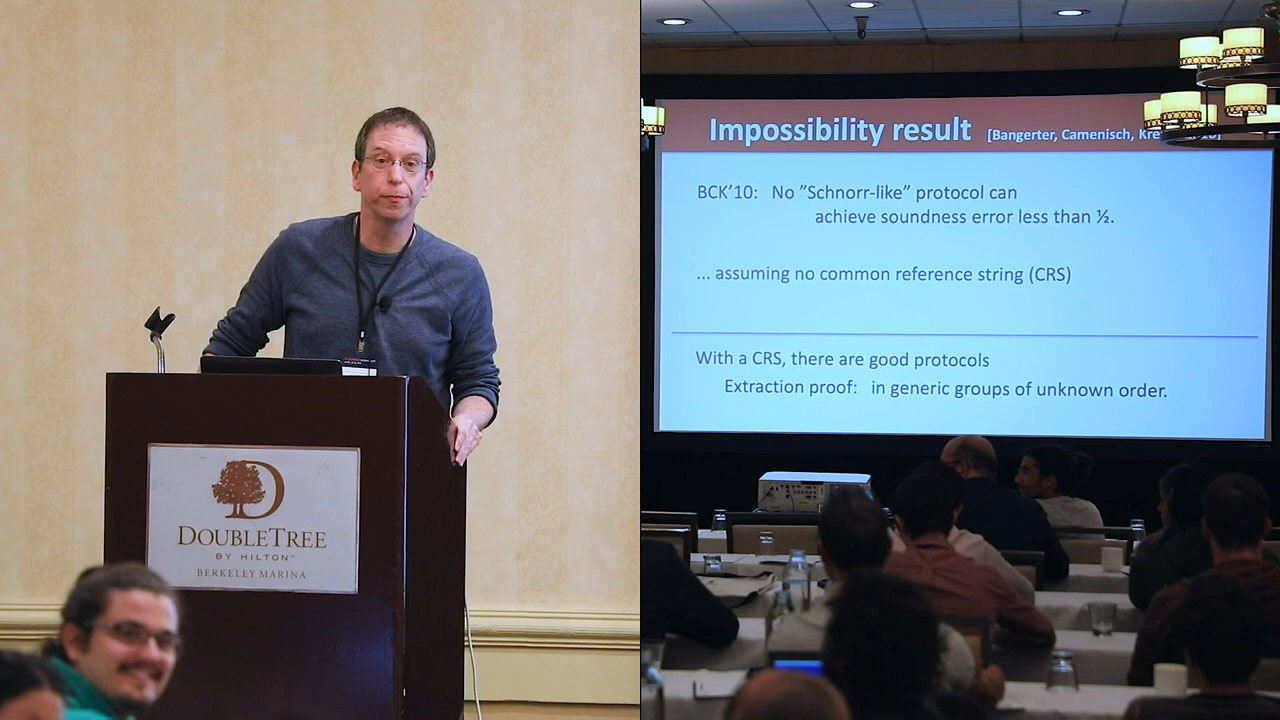 DOUBLETREE
BY HILTON™
BERKELEY MARINA
Impossibility result [Bangerter, Camenisch,
BCK’10: No ”Schnorr-like” protocol can
achieve soundness error less than ½.
... assuming no common reference string (CRS)
With a CRS, there are good protocols
Extraction proof: in generic groups of unknown order.